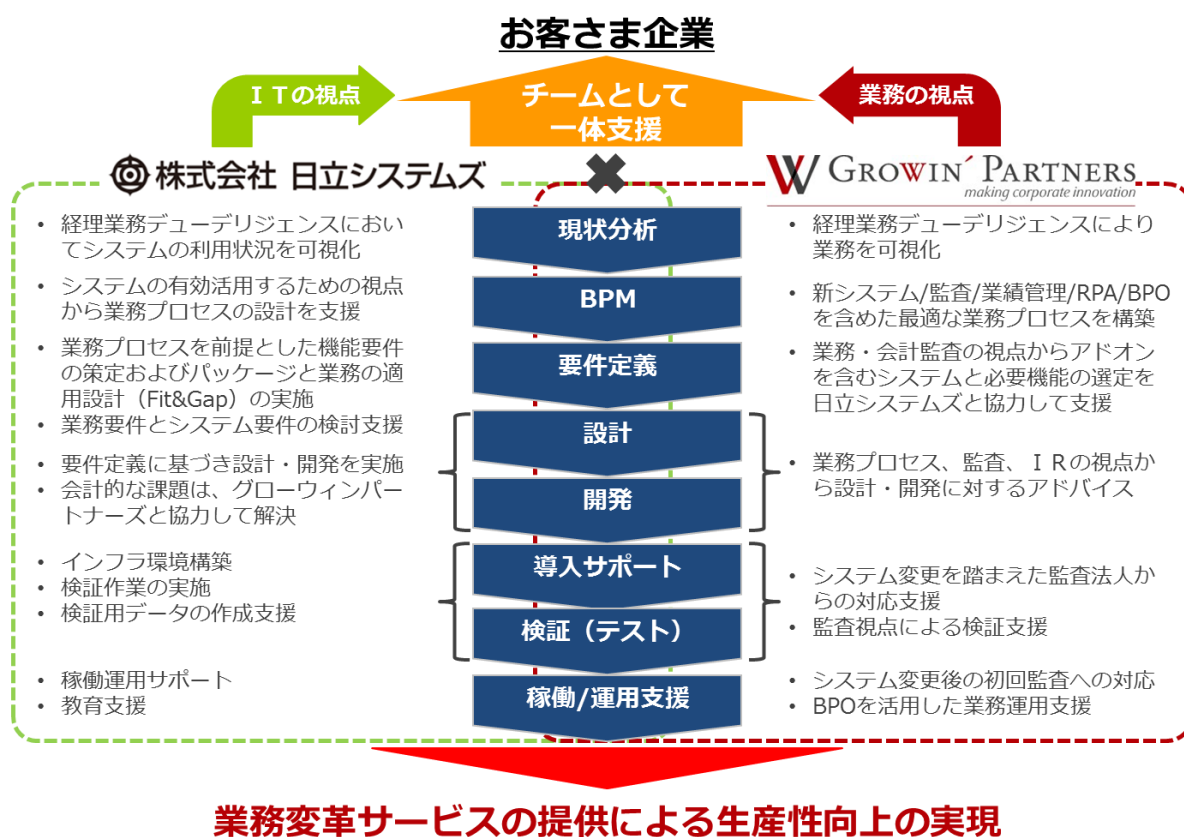 お客さま企業
ＩＴの視点
チームとして
一体支援
業務の視点
株式会社 日立システムズ
GROWIN´ PARTNERS
making corporate innovation
・ 経理業務デューデリジェンスにおい
てシステムの利用状況を可視化
・ システムの有効活用するための視点
から業務プロセスの設計を支援
・ 業務プロセスを前提とした機能要件
の策定およびパッケージと業務の適
用設計（Fit&Gap）の実施
・ 業務要件とシステム要件の検討支援
・ 要件定義に基づき設計・開発を実施
・ 会計的な課題は、グローウィンパー
トナーズと協力して解決
・ インフラ環境構築
・ 検証作業の実施
・ 検証用データの作成支援
・ 稼働運用サポート
・ 教育支援
現状分析
BPM
要件定義
設計
開発
導入サポート
検証（テスト）
稼働/運用支援
・ 経理業務デューデリジェンスにより
業務を可視化
・ 新システム/監査/業績管理/RPA/BPO
を含めた最適な業務プロセスを構築
・ 業務・会計監査の視点からアドオン
を含むシステムと必要機能の選定を
日立システムズと協力して支援
・ 業務プロセス、監査、ＩＲの視点か
ら設計・開発に対するアドバイス
・ システム変更を踏まえた監査法人か
らの対応支援
・ 監査視点による検証支援
・ システム変更後の初回監査への対応
・ BPOを活用した業務運用支援
業務変革サービスの提供による生産性向上の実現